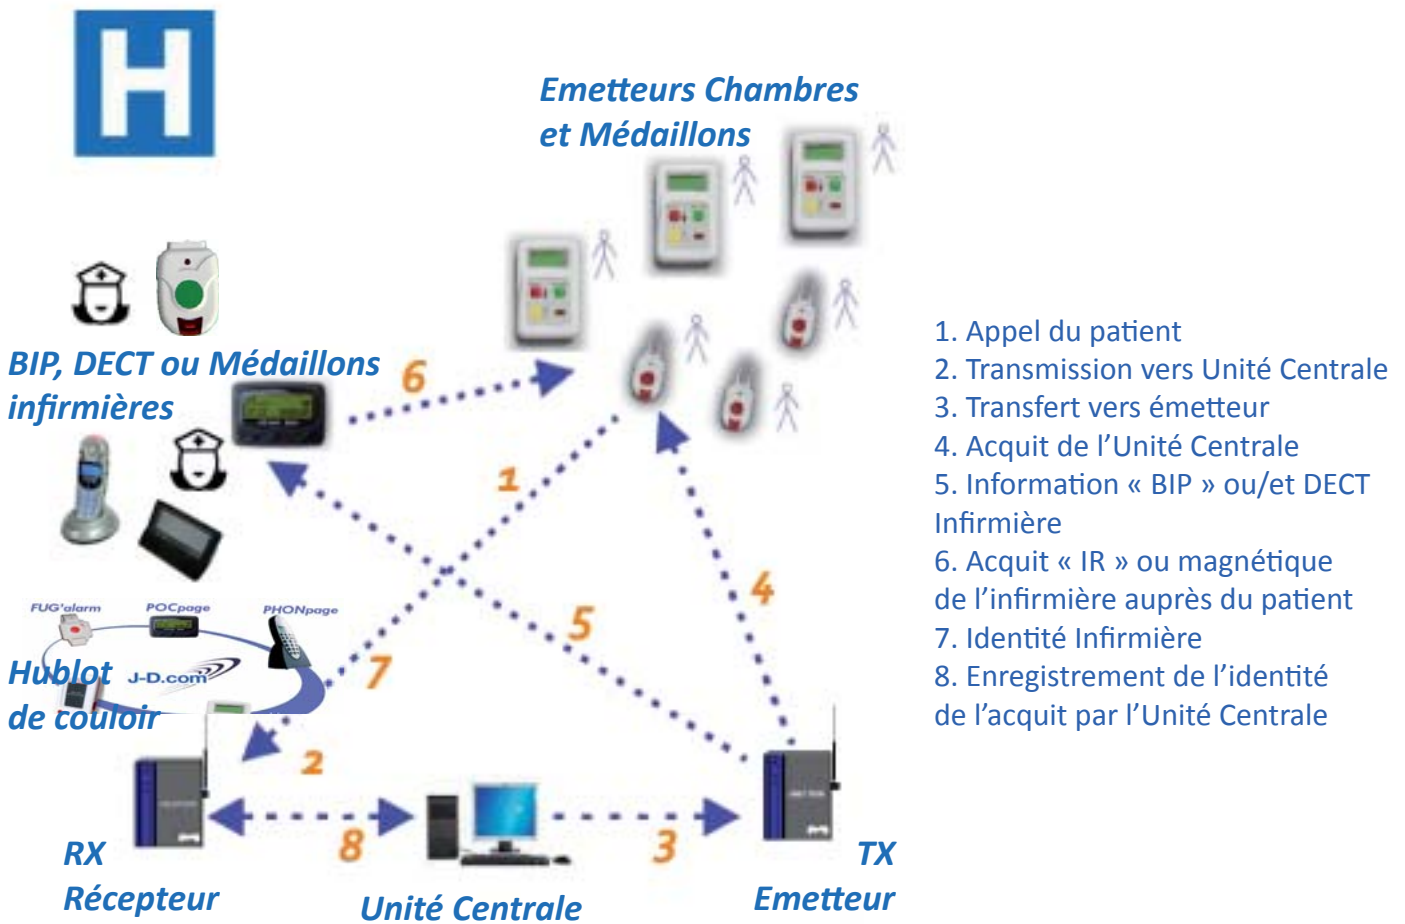 H
Emetteurs Chambres
et Médaillons
BIP, DECT ou Médaillons
infirmières
6
1
4
5
7
FUG'alarm
POCpage
PHONpage
J-D.com
Hublot
de couloir
2
8
3
RX
Récepteur
Unité Centrale
TX
Emetteur
1. Appel du patient
2. Transmission vers Unité Centrale
3. Transfert vers émetteur
4. Acquit de l’Unité Centrale
5. Information « BIP » ou/et DECT
Infirmière
6. Acquit « IR » ou magnétique
de l’infirmière auprès du patient
7. Identité Infirmière
8. Enregistrement de l’identité
de l’acquit par l’Unité Centrale